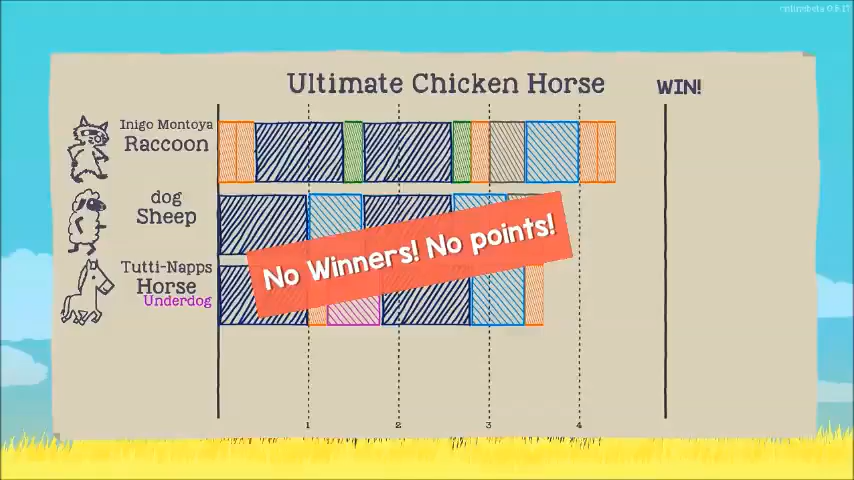 Ultimate Chicken Horse
WIN!
Inigo Montoya
Raccoon
dog
Sheep
No Winners! No points!
Tutti-Napps
Horse
Underdog
1
2
3
4